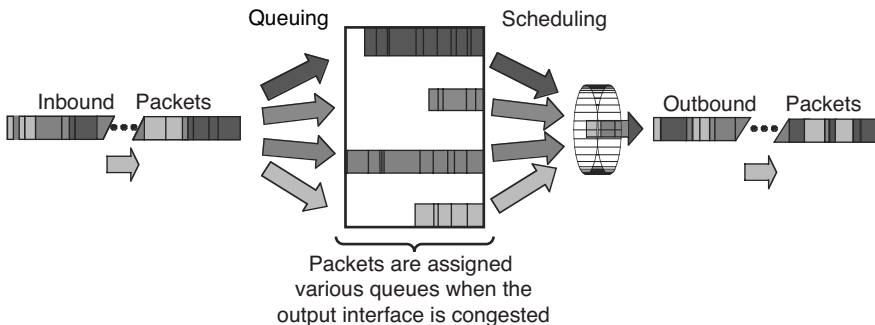 Queuing
Scheduling
Inbound Packets
Outbound Packets
Packets are assigned
various queues when the
output interface is congested